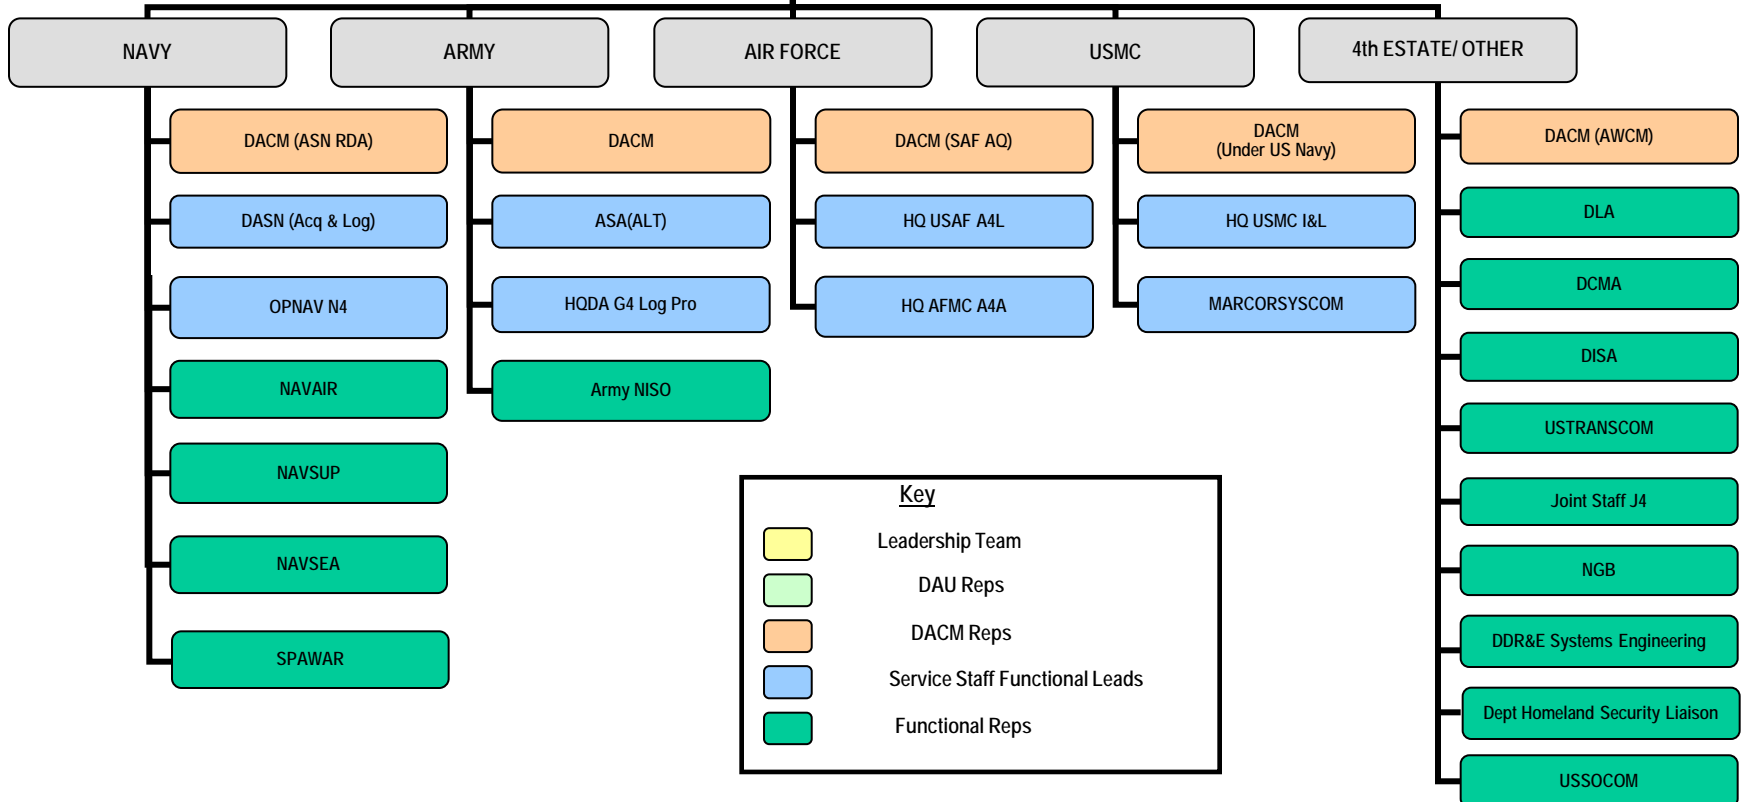 NAVY
ARMY
AIR FORCE
USMC
4th ESTATE/ OTHER
DACM (ASN RDA)
DASN (Acq & Log)
OPNAV N4
NAVAIR
NAVSUP
NAVSEA
SPAWAR
DACM
ASA(ALT)
HQDA G4 Log Pro
Army NISO
DACM (SAF AQ)
HQ USAF A4L
HQ AFMC A4A
DACM
(Under US Navy)
HQ USMC I&L
MARCORSYSCOM
DACM (AWCM)
DLA
DCMA
DISA
USTRANSCOM
Joint Staff J4
NGB
DDR&E Systems Engineering
Dept Homeland Security Liaison
USSOCOM
Key
Leadership Team
DAU Reps
DACM Reps
Service Staff Functional Leads
Functional Reps